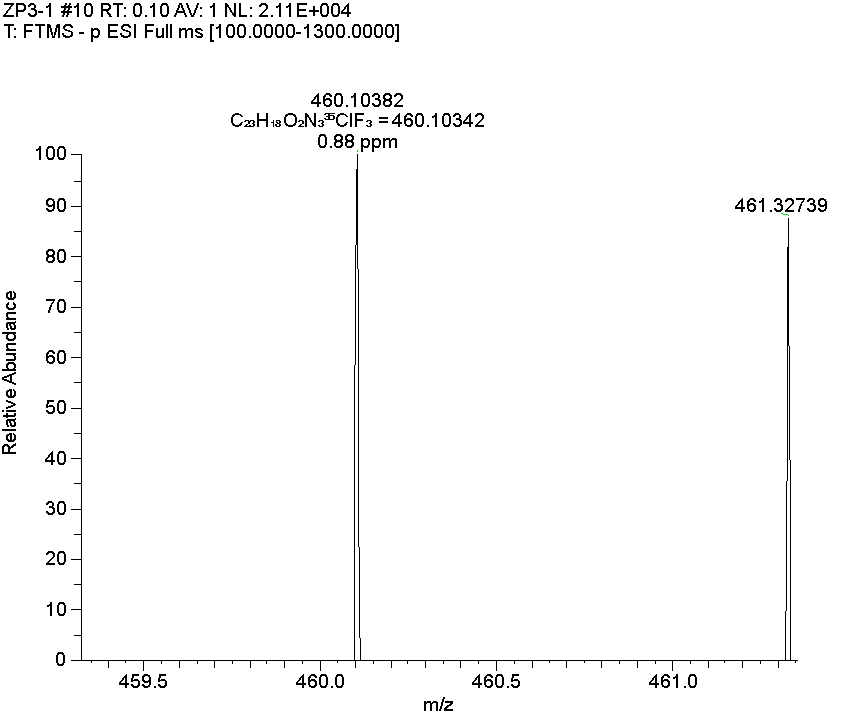 ZP3-1 #10 RT: 0.10 AV: 1 NL: 2.11E+004
T: FTMS - p ESI Full ms [100.0000-1300.0000]
460.10382
C₂₃H₁₈O₂N₃³⁵ClF₃ = 460.10342
0.88 ppm
461.32739
100
90
80
70
60
50
40
30
20
10
0
Relative Abundance
459.5 460.0 460.5 461.0
m/z